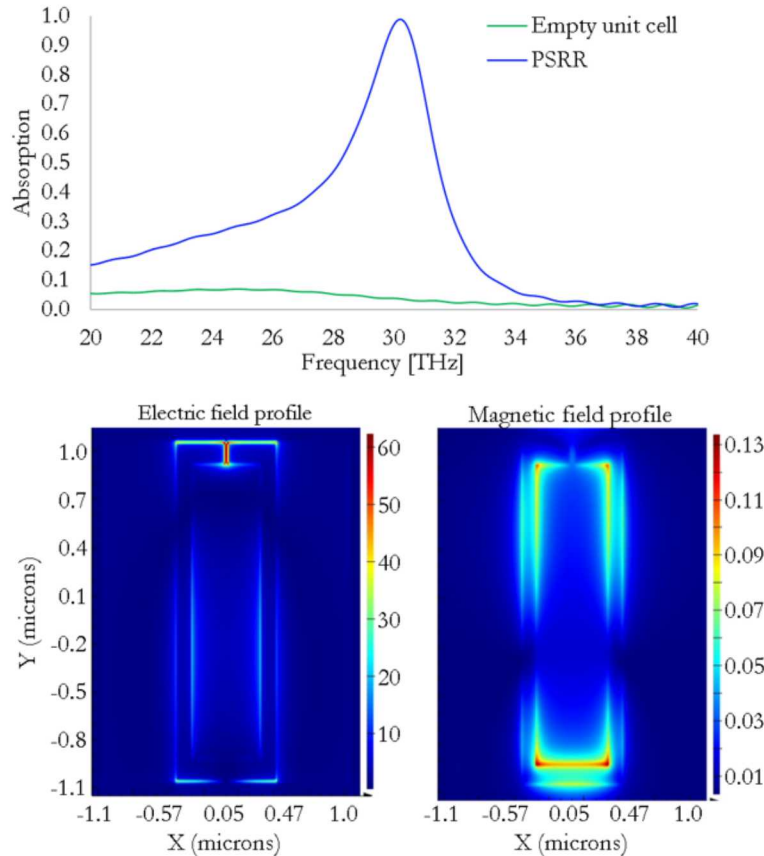 1.0
Empty unit cell
0.9
PSRR
0.8
0.7
0.6
0.5
0.4
0.3
0.2
0.1
0.0
Absorption
20 22 24 26 28 30 32 34 36 38 40
Frequency [THz]
Electric field profile
1.0
0.7
0.4
0.1
-0.2
-0.5
-0.8
-1.1
Y (microns)
60
50
40
30
20
10
-1.1 -0.57 0.05 0.47 1.0
X (microns)
Magnetic field profile
0.13
0.11
0.09
0.07
0.05
0.03
0.01
-1.1 -0.57 0.05 0.47 1.0
X (microns)